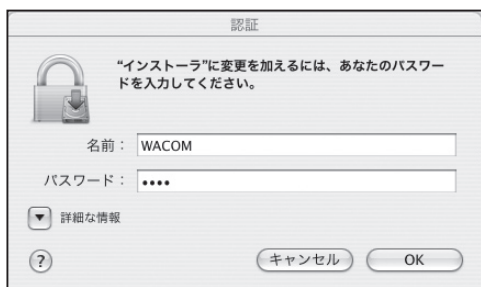 認証
“インストーラ”に変更を加えるには、あなたのパスワー
ドを入力してください。
名前： WACOM
パスワード： ••••
詳細な情報
? キャンセル OK